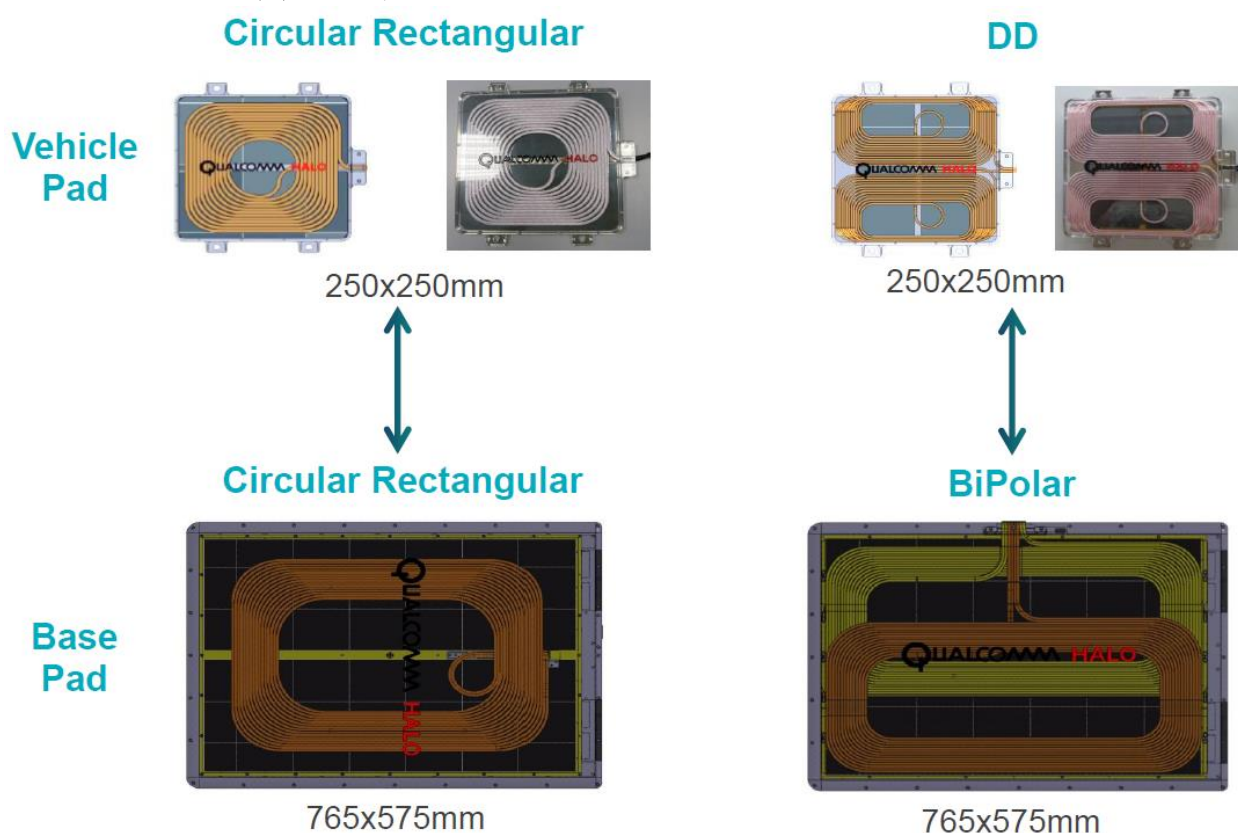 Circular Rectangular
DD
Vehicle
Pad
QUALCOMM HALO
QUALCOMM HALO
QUALCOMM HALO
QUALCOMM HALO
250x250mm
250x250mm
Circular Rectangular
BiPolar
Base
Pad
QUALCOMM HALO
QUALCOMM HALO
765x575mm
765x575mm